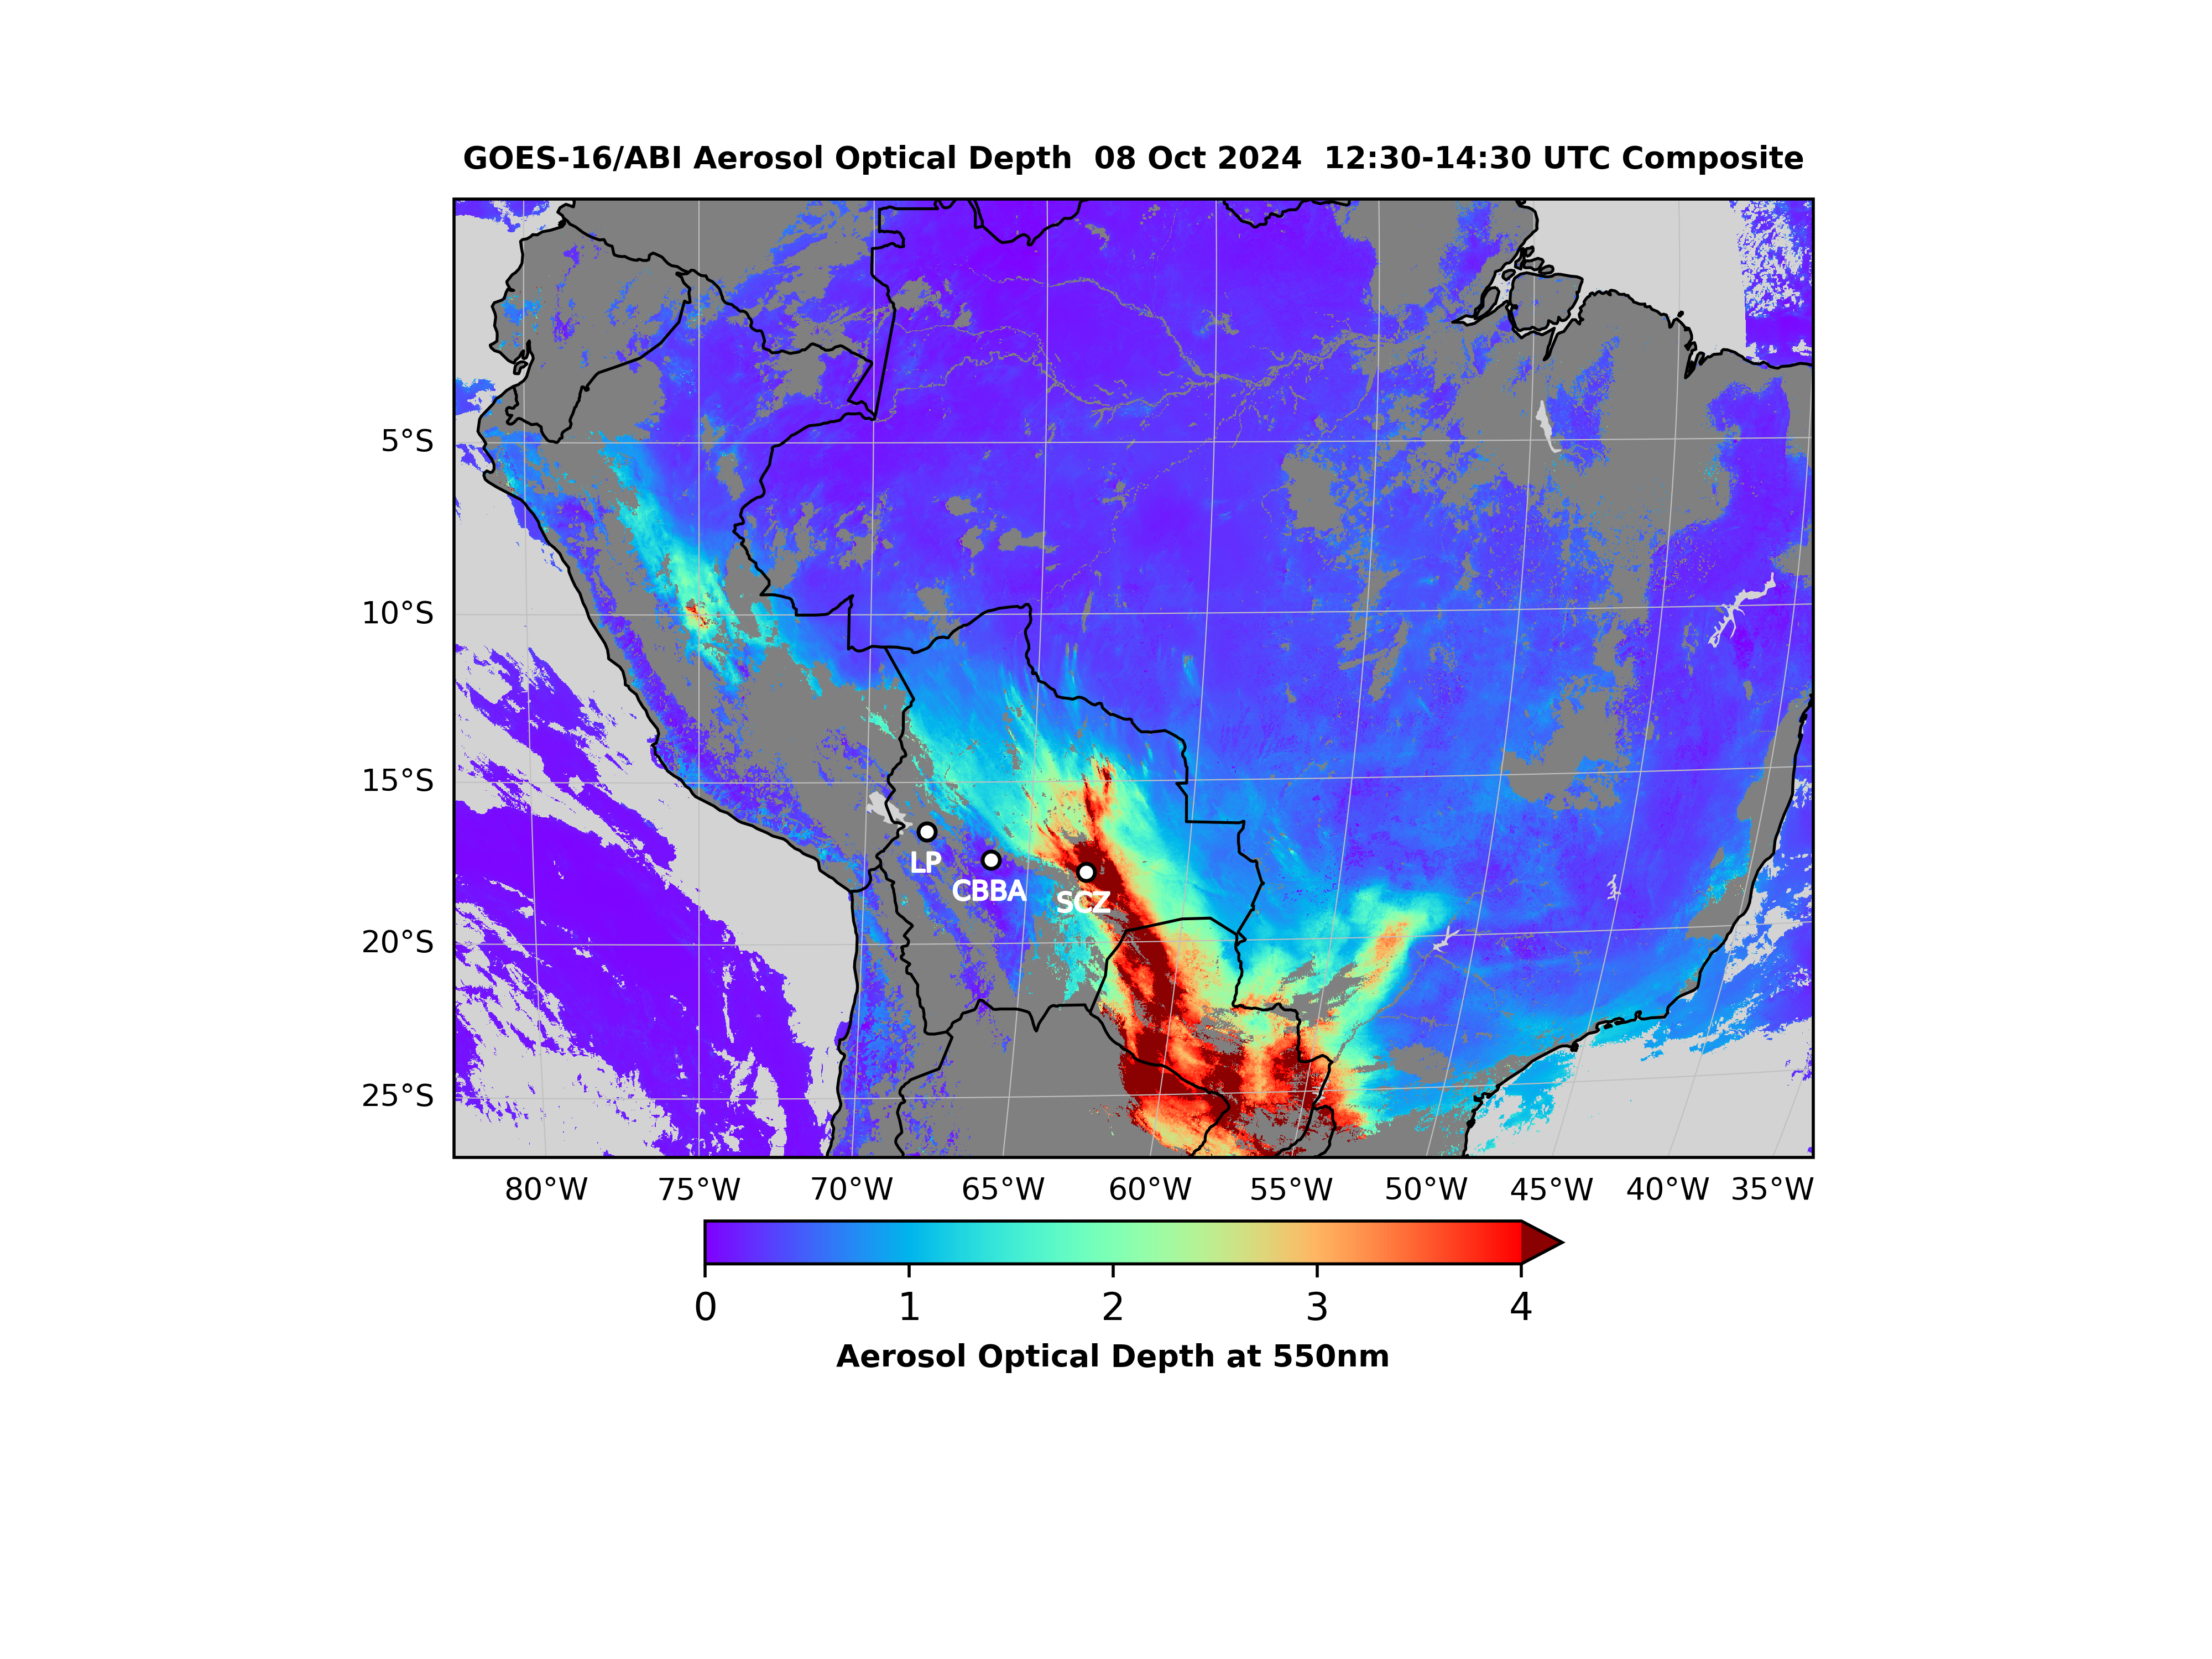 GOES-16/ABI Aerosol Optical Depth  08 Oct 2024  12:30-14:30 UTC Composite
5°S
10°S
15°S
LP
CBBA
SCZ
20°S
25°S
80°W 75°W 70°W 65°W 60°W 55°W 50°W 45°W 40°W 35°W
0 1 2 3 4
Aerosol Optical Depth at 550nm